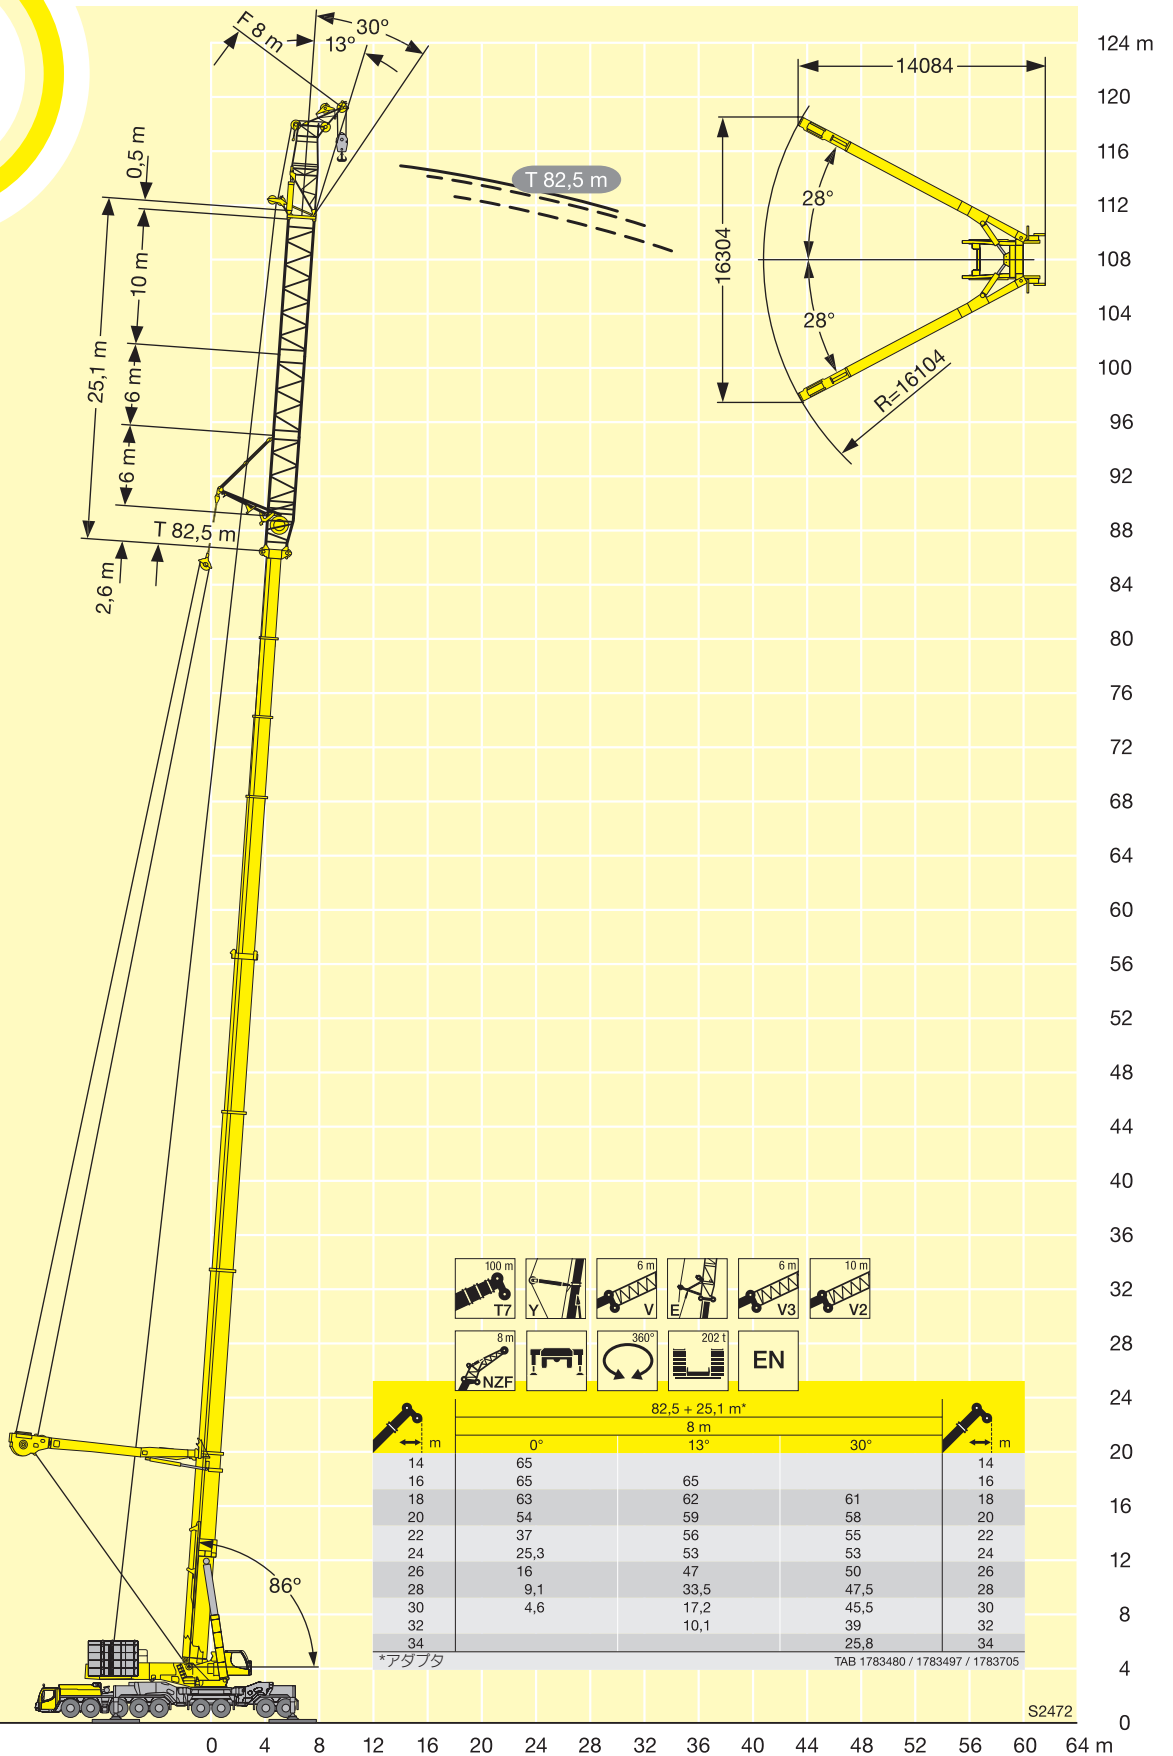 F 8 m
30°
13°
0,5 m
10 m
25,1 m
6 m
6 m
T 82,5 m
2,6 m
T 82,5 m
14084
16304
28°
28°
R=16104
124 m
120
116
112
108
104
100
96
92
88
84
80
76
72
68
64
60
56
52
48
44
40
36
32
28
24
20
16
12
8
4
0
86°
100 m
T7
Y
6 m
V
E
6 m
V3
10 m
V2
8 m
NZF
360°
202 t
EN
82,5 + 25,1 m*
8 m
m 0° 13° 30° m
14 65 14
16 65 65 16
18 63 62 61 18
20 54 59 58 20
22 37 56 55 22
24 25,3 53 53 24
26 16 47 50 26
28 9,1 33,5 47,5 28
30 4,6 17,2 45,5 30
32 10,1 39 32
34 25,8 34
*アダプタ TAB 1783480 / 1783497 / 1783705
S2472
0 4 8 12 16 20 24 28 32 36 40 44 48 52 56 60 64 m